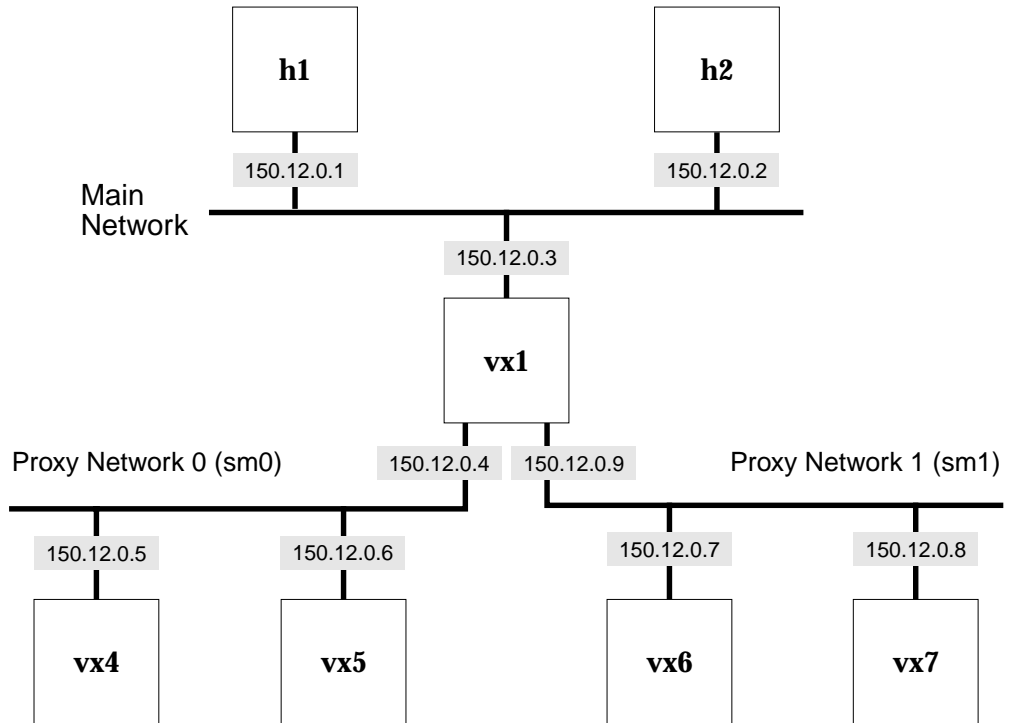 h1
h2
150.12.0.1
150.12.0.2
Main
Network
150.12.0.3
vx1
Proxy Network 0 (sm0)
150.12.0.4
150.12.0.9
Proxy Network 1 (sm1)
150.12.0.5
150.12.0.6
150.12.0.7
150.12.0.8
vx4
vx5
vx6
vx7